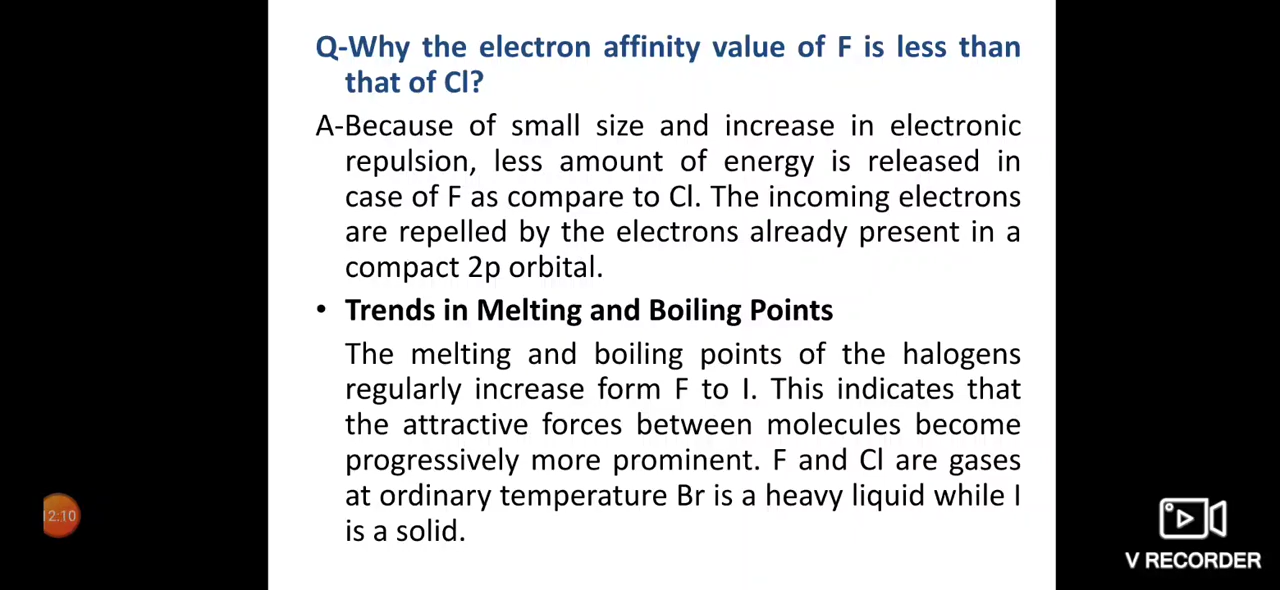 Q-Why the electron affinity value of F is less than
that of Cl?
A-Because of small size and increase in electronic
repulsion, less amount of energy is released in
case of F as compare to Cl. The incoming electrons
are repelled by the electrons already present in a
compact 2p orbital.
• Trends in Melting and Boiling Points
The melting and boiling points of the halogens
regularly increase form F to I. This indicates that
the attractive forces between molecules become
progressively more prominent. F and Cl are gases
at ordinary temperature Br is a heavy liquid while I
is a solid.
12:10
V RECORDER